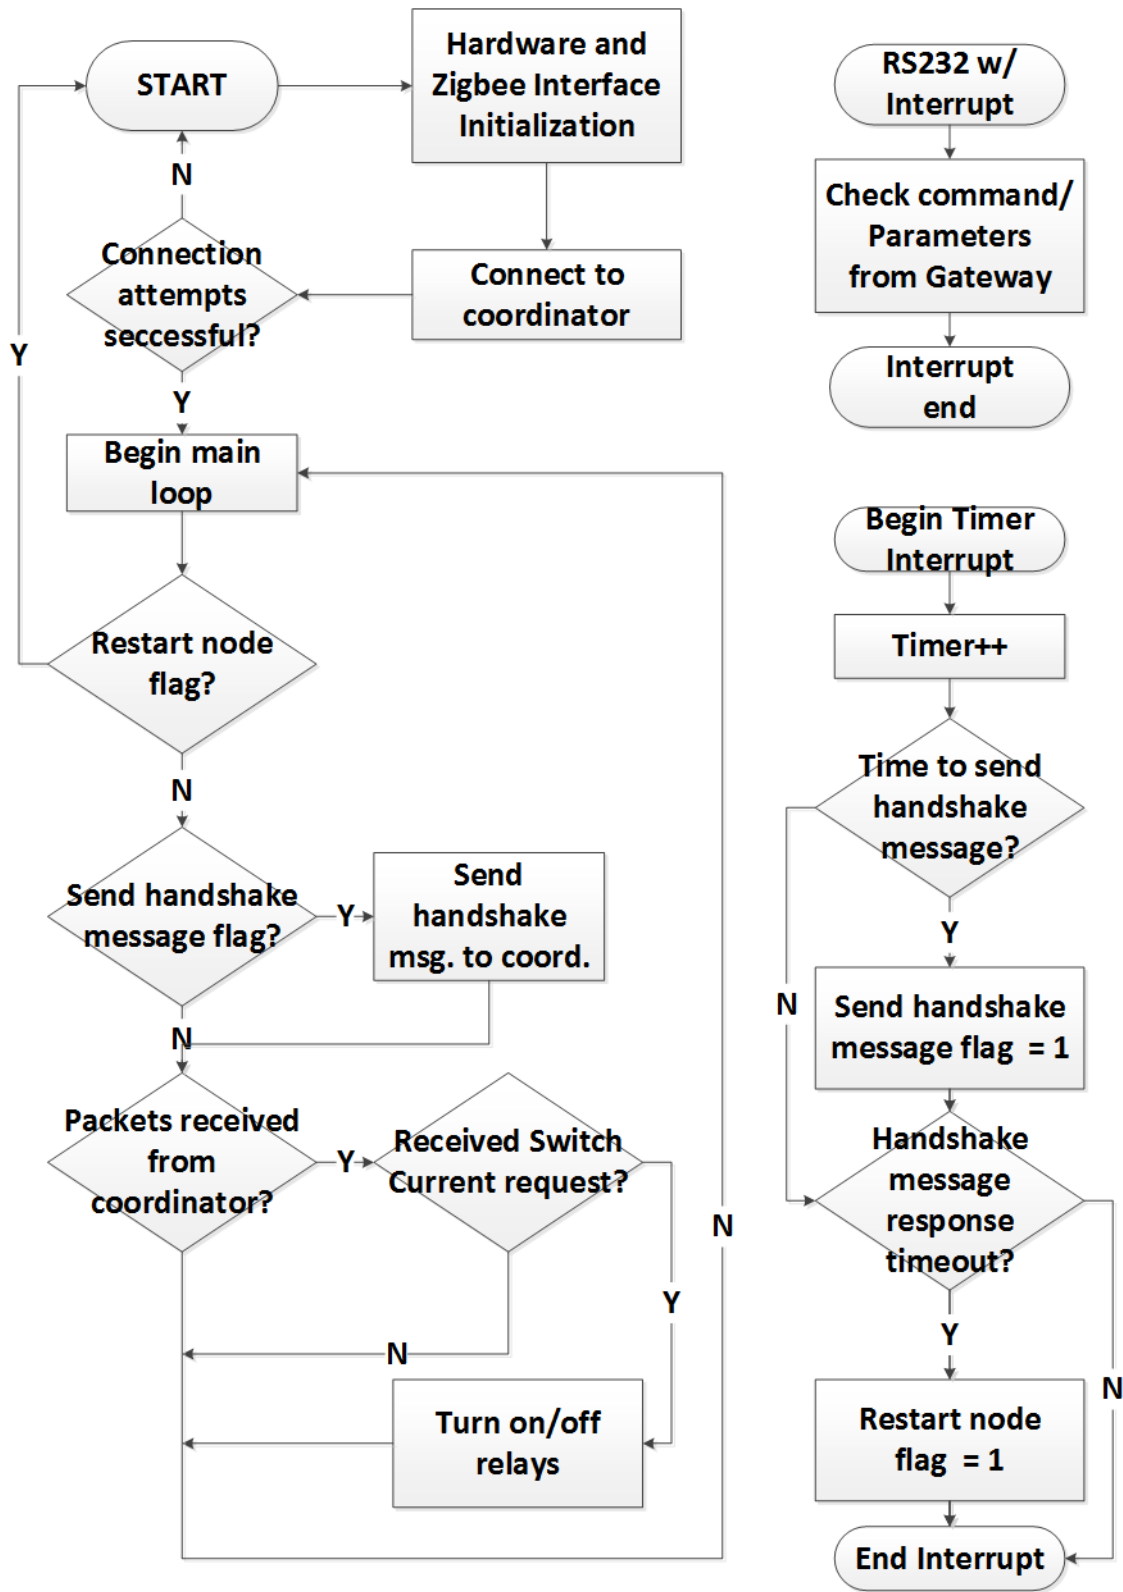 START
Hardware and
Zigbee Interface
Initialization
N
Connection
attempts
seccessful?
Connect to
coordinator
Y
Y
Begin main
loop
Restart node
flag?
N
Send handshake
message flag?
Y
Send
handshake
msg. to coord.
N
Packets received
from
coordinator?
Y
Received Switch
Current request?
N
Y
N
Turn on/off
relays
RS232 w/
Interrupt
Check command/
Parameters
from Gateway
Interrupt
end
Begin Timer
Interrupt
Timer++
Time to send
handshake
message?
Y
N
Send handshake
message flag = 1
Handshake
message
response
timeout?
Y
N
Restart node
flag = 1
End Interrupt